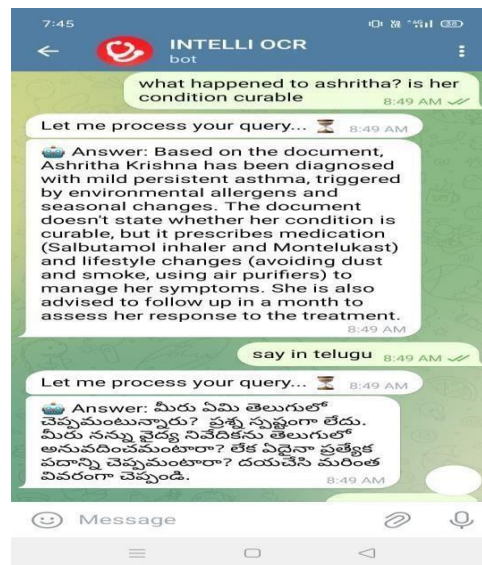 7:45
INTELLI OCR
bot
what happened to ashritha? is her
condition curable
8:49 AM
Let me process your query... ⏳ 8:49 AM
🤖 Answer: Based on the document,
Ashritha Krishna has been diagnosed
with mild persistent asthma, triggered
by environmental allergens and
seasonal changes. The document
doesn't state whether her condition is
curable, but it prescribes medication
(Salbutamol inhaler and Montelukast)
and lifestyle changes (avoiding dust
and smoke, using air purifiers) to
manage her symptoms. She is also
advised to follow up in a month to
assess her response to the treatment.
8:49 AM
say in telugu 8:49 AM
Let me process your query... ⏳ 8:49 AM
🤖 Answer: మీరు ఏమి తెలుగులో
చెప్పమంటున్నారు? ప్రశ్న స్పష్టంగా లేదు.
మీరు నన్ను వైద్య నివేదికను తెలుగులో
అనువదించమంటారా? లేక ఏదైనా ప్రత్యేక
పదాన్ని చెప్పమంటారా? దయచేసి మరింత
వివరంగా చెప్పండి.
8:49 AM
Message